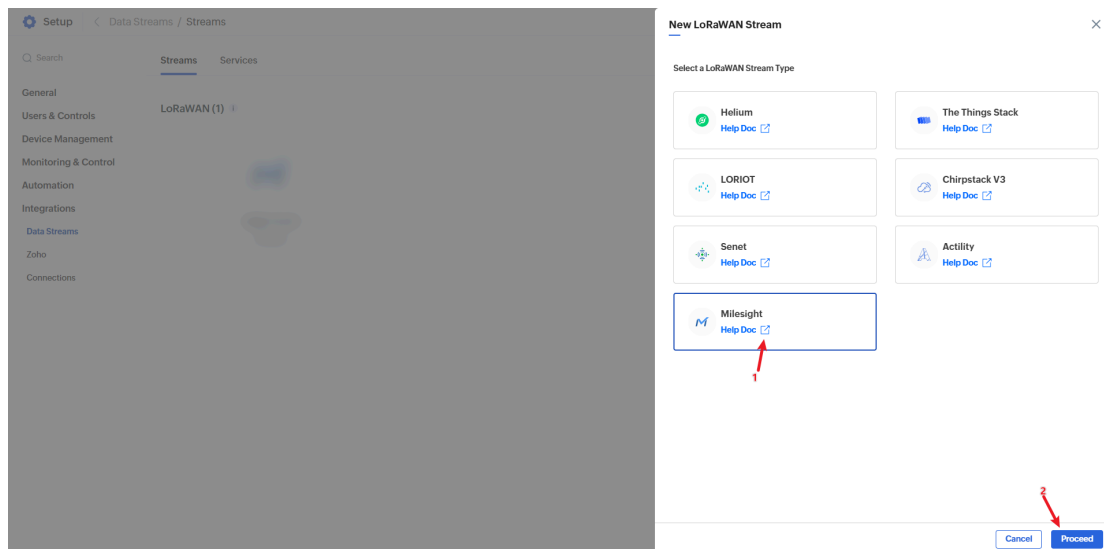 Setup
Data Streams / Streams
Search
Streams
Services
General
Users & Controls
Device Management
Monitoring & Control
Automation
Integrations
Data Streams
Zoho
Connections
LoRaWAN (1)
New LoRaWAN Stream
Select a LoRaWAN Stream Type
Helium
Help Doc
The Things Stack
Help Doc
LORIOT
Help Doc
Chirpstack V3
Help Doc
Senet
Help Doc
Actility
Help Doc
Milesight
Help Doc
1
2
Cancel
Proceed